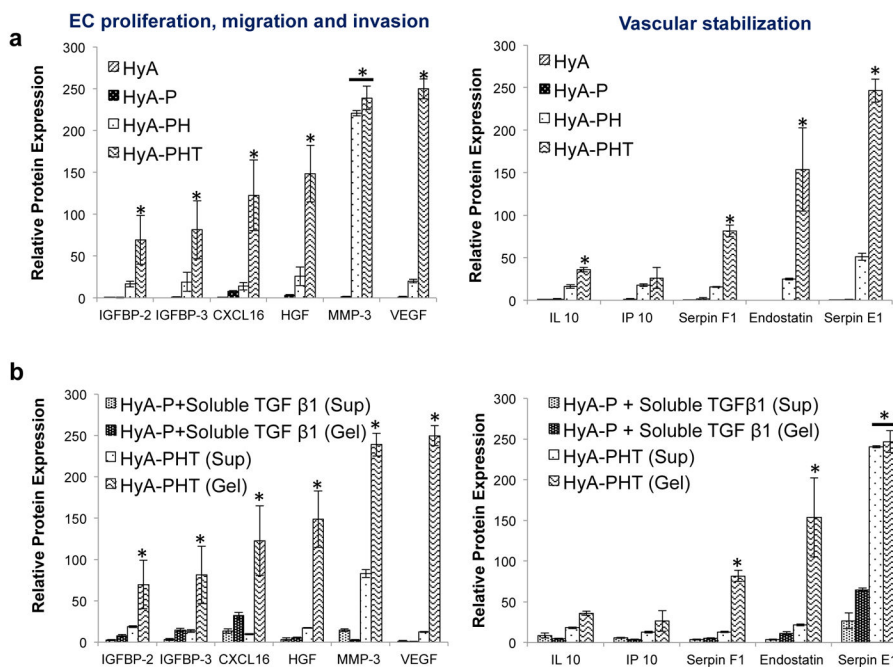 EC proliferation, migration and invasion
Vascular stabilization
a
Relative Protein Expression
300
250
200
150
100
50
0
HyA
HyA-P
HyA-PH
HyA-PHT
*
*
*
*
*
*
IGFBP-2 IGFBP-3 CXCL16 HGF MMP-3 VEGF
Relative Protein Expression
300
250
200
150
100
50
0
HyA
HyA-P
HyA-PH
HyA-PHT
*
*
*
*
IL 10 IP 10 Serpin F1 Endostatin Serpin E1
b
Relative Protein Expression
300
250
200
150
100
50
0
HyA-P+Soluble TGF β1 (Sup)
HyA-P+Soluble TGF β1 (Gel)
HyA-PHT (Sup)
HyA-PHT (Gel)
*
*
*
*
*
*
IGFBP-2 IGFBP-3 CXCL16 HGF MMP-3 VEGF
Relative Protein Expression
300
250
200
150
100
50
0
HyA-P + Soluble TGFβ1 (Sup)
HyA-P + Soluble TGF β1 (Gel)
HyA-PHT (Sup)
HyA-PHT (Gel)
*
*
*
IL 10 IP 10 Serpin F1 Endostatin Serpin E1